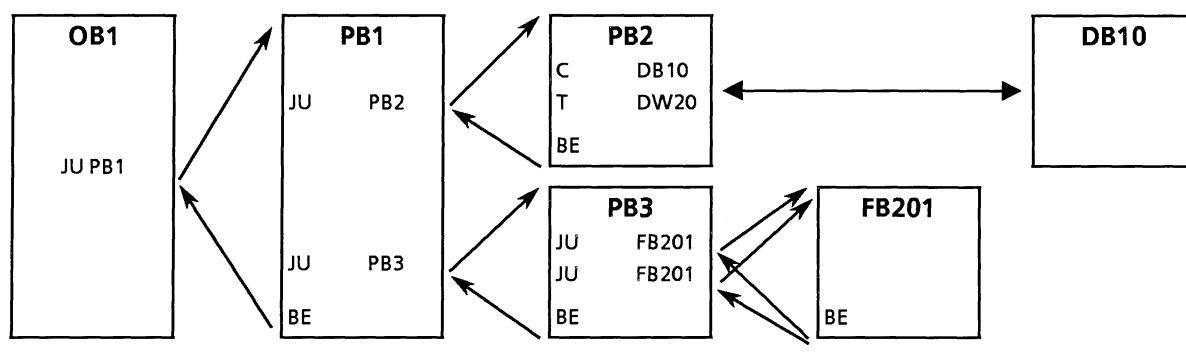 OB1
JU PB1
PB1
JU PB2
JU PB3
BE
PB2
C DB10
T DW20
BE
PB3
JU FB201
JU FB201
BE
DB10
FB201
BE